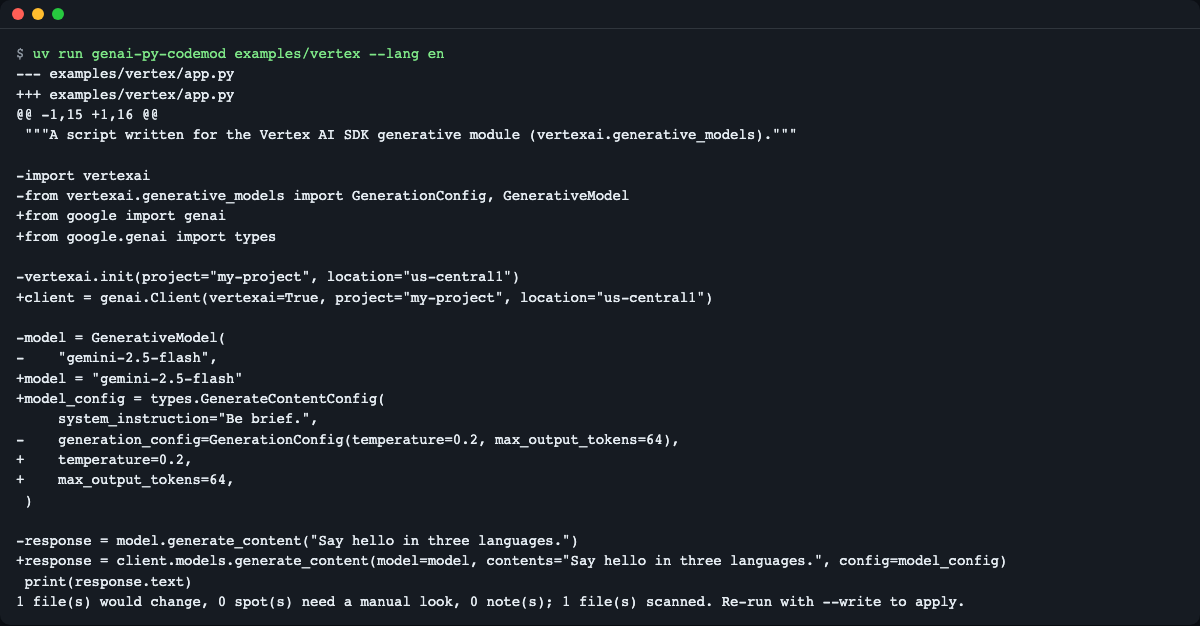 $ uv run genai-py-codemod examples/vertex --lang en
--- examples/vertex/app.py
+++ examples/vertex/app.py
@@ -1,15 +1,16 @@
 """A script written for the Vertex AI SDK generative module (vertexai.generative_models)."""

-import vertexai
-from vertexai.generative_models import GenerationConfig, GenerativeModel
+from google import genai
+from google.genai import types

-vertexai.init(project="my-project", location="us-central1")
+client = genai.Client(vertexai=True, project="my-project", location="us-central1")

-model = GenerativeModel(
-    "gemini-2.5-flash",
+model = "gemini-2.5-flash"
+model_config = types.GenerateContentConfig(
     system_instruction="Be brief.",
-    generation_config=GenerationConfig(temperature=0.2, max_output_tokens=64),
+    temperature=0.2,
+    max_output_tokens=64,
 )

-response = model.generate_content("Say hello in three languages.")
+response = client.models.generate_content(model=model, contents="Say hello in three languages.", config=model_config)
 print(response.text)
1 file(s) would change, 0 spot(s) need a manual look, 0 note(s); 1 file(s) scanned. Re-run with --write to apply.